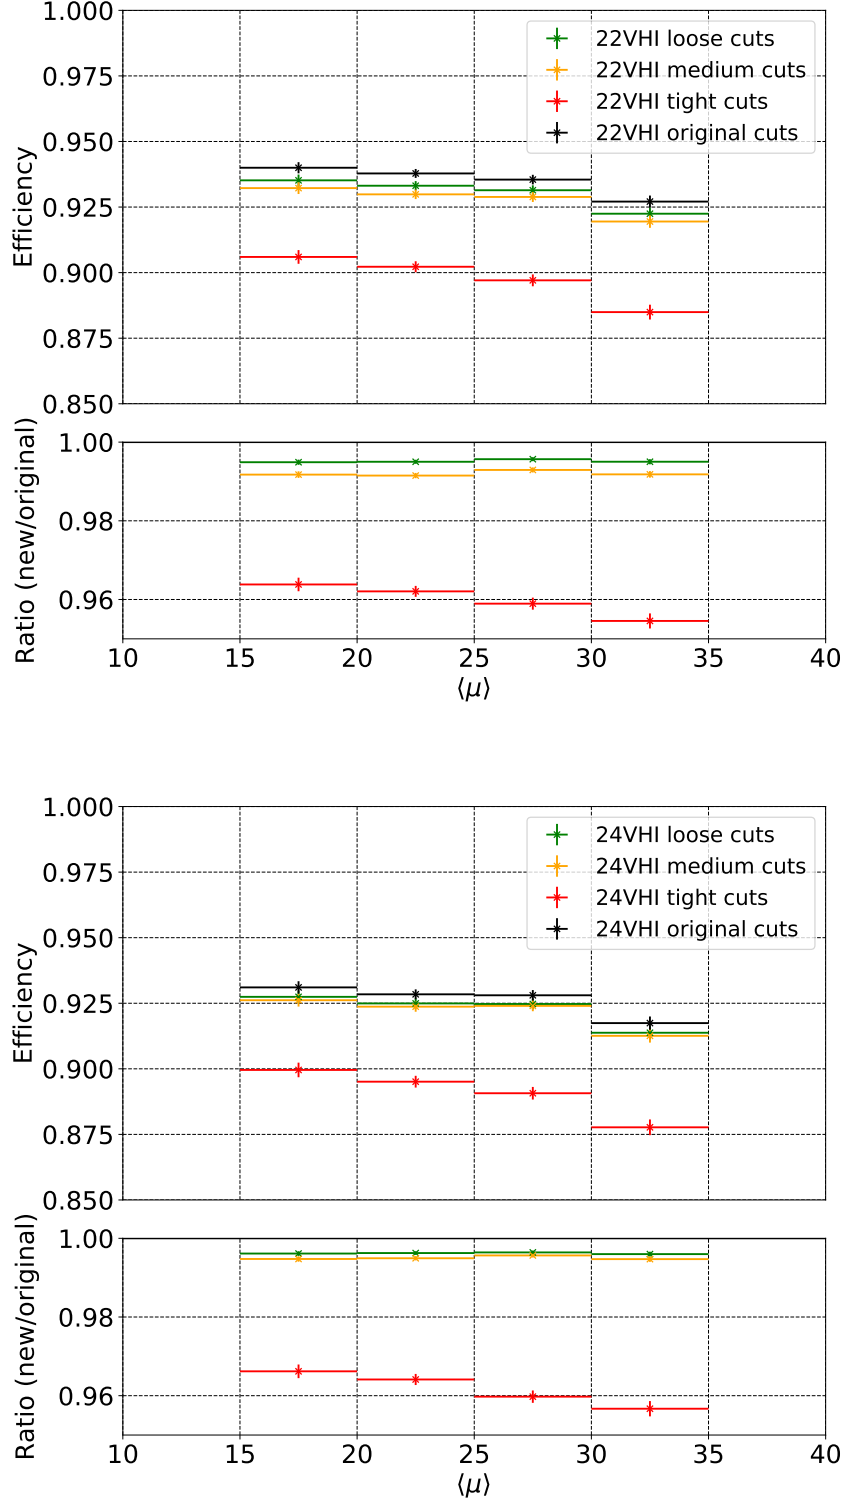 1.000
0.975
0.950
0.925
0.900
0.875
0.850
Efficiency
22VHI loose cuts
22VHI medium cuts
22VHI tight cuts
22VHI original cuts
1.00
0.98
0.96
Ratio (new/original)
10 15 20 25 30 35 40
⟨μ⟩
1.000
0.975
0.950
0.925
0.900
0.875
0.850
Efficiency
24VHI loose cuts
24VHI medium cuts
24VHI tight cuts
24VHI original cuts
1.00
0.98
0.96
Ratio (new/original)
10 15 20 25 30 35 40
⟨μ⟩